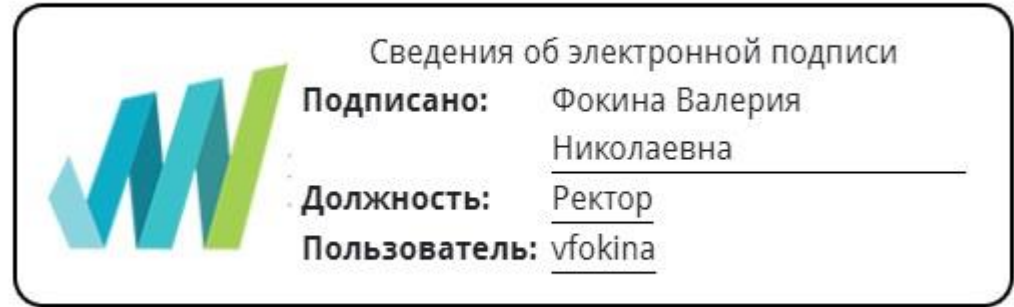 Сведения об электронной подписи
Подписано: Фокина Валерия
Николаевна
Должность: Ректор
Пользователь: vfokina